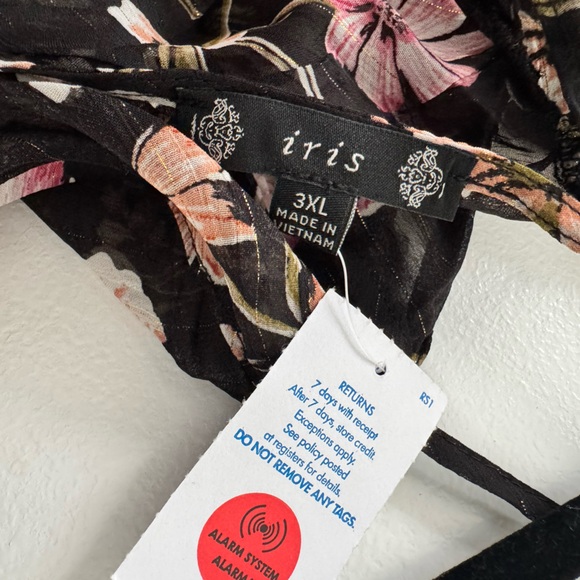 iris
3XL
MADE IN
VIETNAM
RETURNS
7 days with receipt
After 7 days, store credit.
Exceptions apply.
See policy posted
at registers for details.
DO NOT REMOVE ANY TAGS.
RS1
ALARM SYSTEM
ALARM